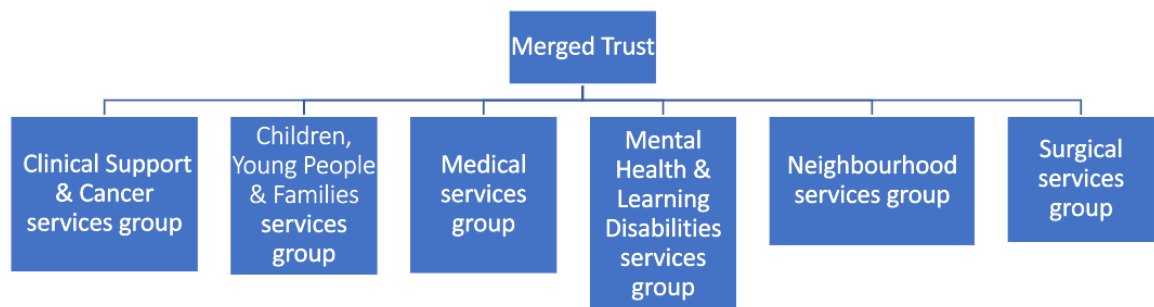 Merged Trust
Clinical Support
& Cancer
services group
Children,
Young People
& Families
services
group
Medical
services
group
Mental
Health &
Learning
Disabilities
services
group
Neighbourhood
services group
Surgical
services
group